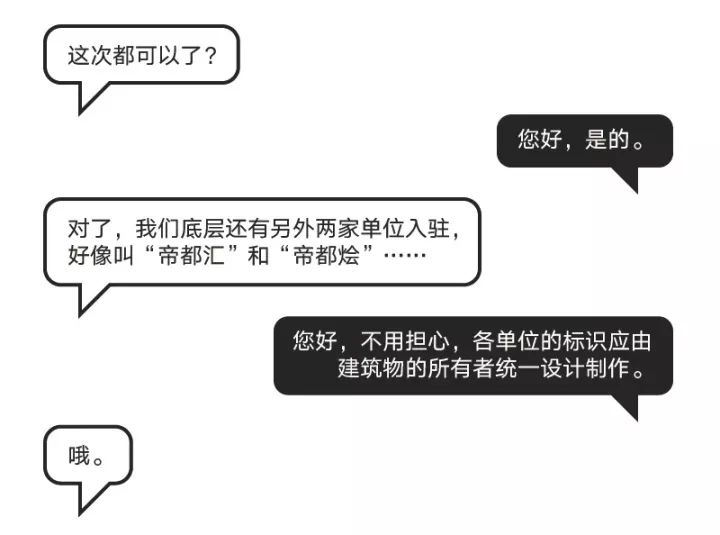 这次都可以了？
您好，是的。
对了，我们底层还有另外两家单位入驻，
好像叫“帝都汇”和“帝都烩”……
您好，不用担心，各单位的标识应由
建筑物的所有者统一设计制作。
哦。